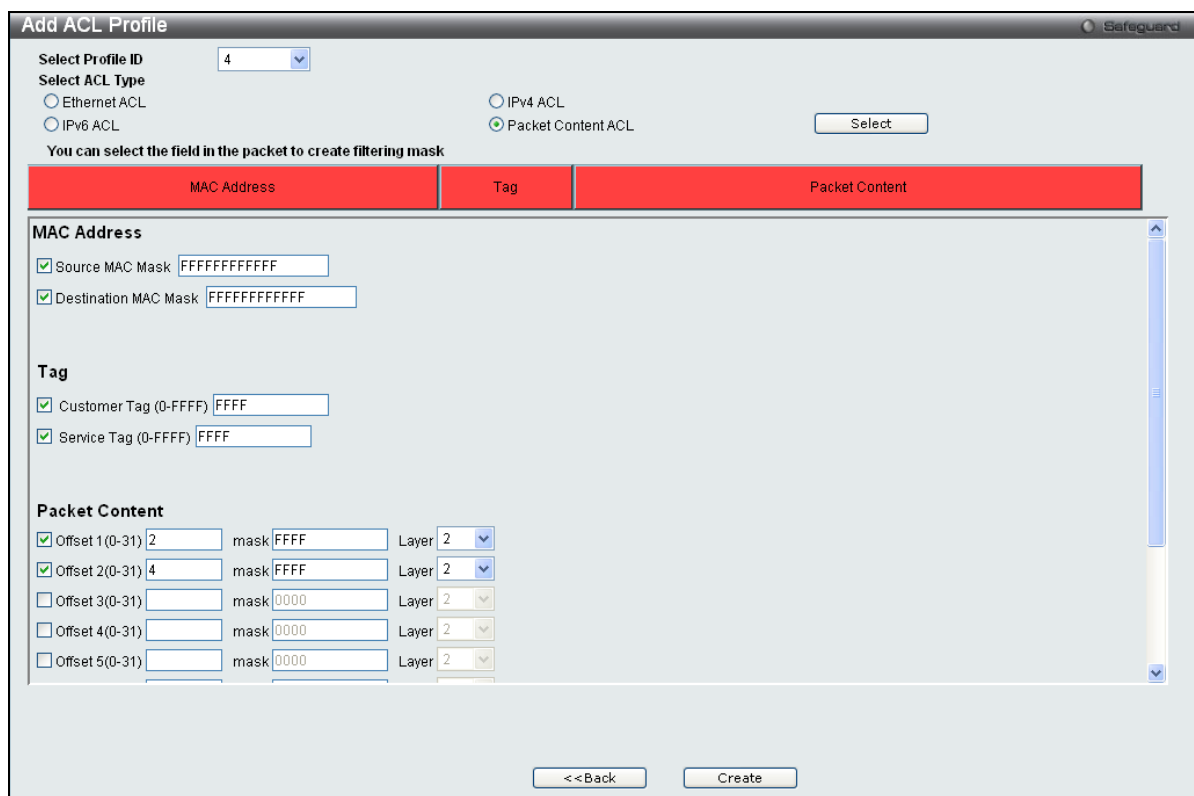 Add ACL Profile
Safeguard
Select Profile ID 4
Select ACL Type
Ethernet ACL IPv4 ACL
IPv6 ACL Packet Content ACL Select
You can select the field in the packet to create filtering mask
MAC Address Tag Packet Content
MAC Address
Source MAC Mask FFFFFFFFFFFF
Destination MAC Mask FFFFFFFFFFFF
Tag
Customer Tag (0-FFFF) FFFF
Service Tag (0-FFFF) FFFF
Packet Content
Offset 1(0-31) 2 mask FFFF Layer 2
Offset 2(0-31) 4 mask FFFF Layer 2
Offset 3(0-31) mask 0000 Layer 2
Offset 4(0-31) mask 0000 Layer 2
Offset 5(0-31) mask 0000 Layer 2
<<Back Create